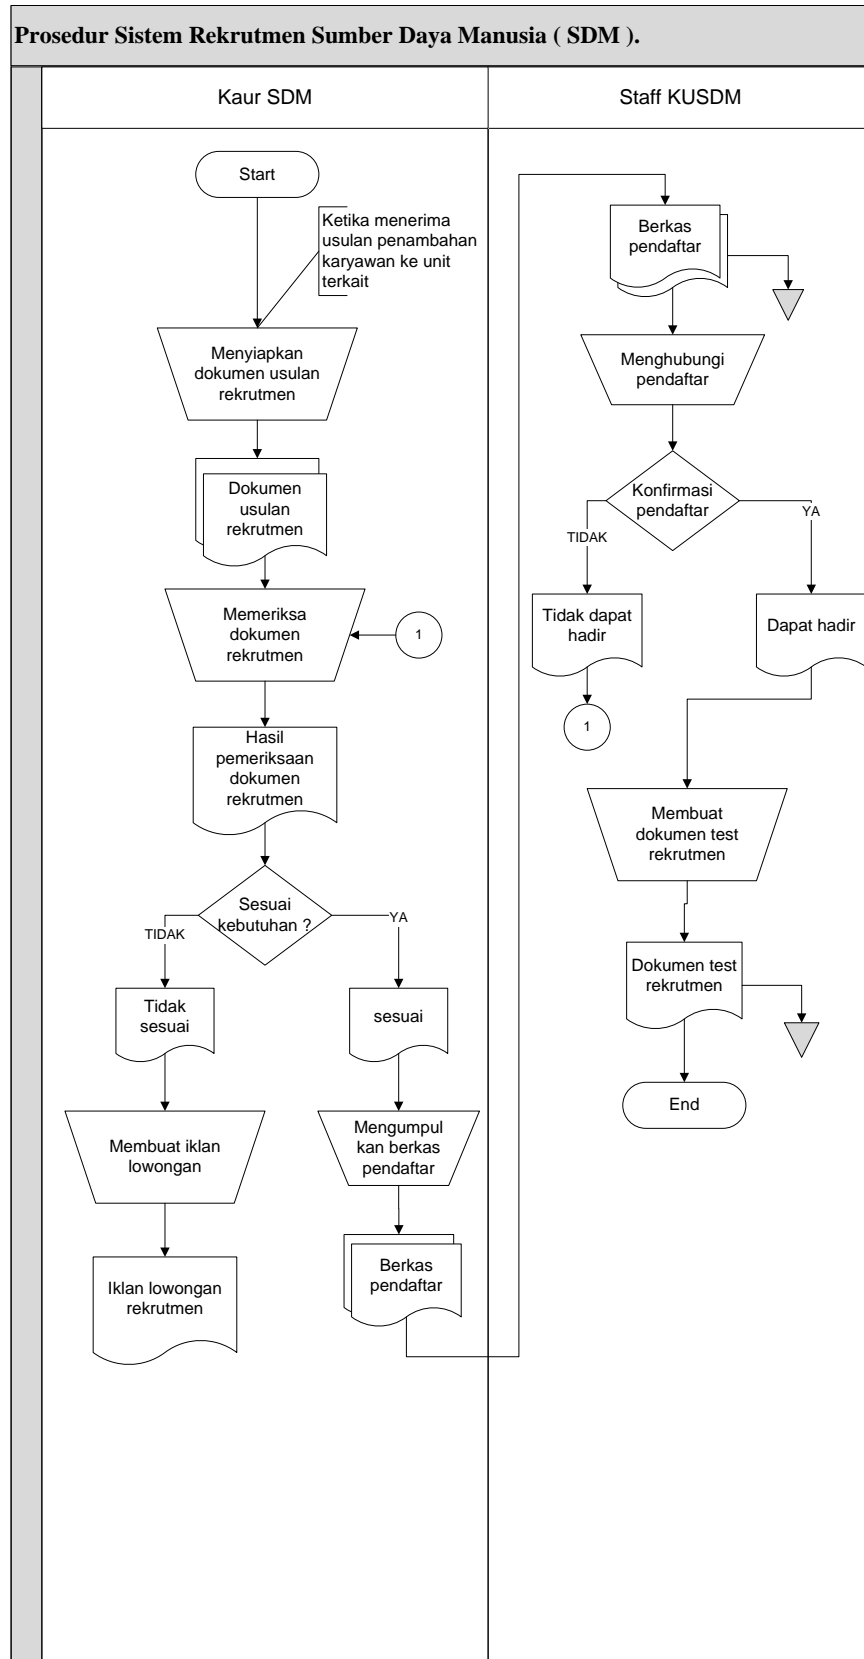 Prosedur Sistem Rekrutmen Sumber Daya Manusia ( SDM ).
Kaur SDM
Start
Ketika menerima
usulan penambahan
karyawan ke unit
terkait
Menyiapkan
dokumen usulan
rekrutmen
Dokumen
usulan
rekrutmen
Memeriksa
dokumen
rekrutmen
1
Hasil
pemeriksaan
dokumen
rekrutmen
Sesuai
kebutuhan ?
TIDAK
YA
Tidak
sesuai
sesuai
Membuat iklan
lowongan
Mengumpul
kan berkas
pendaftar
Iklan lowongan
rekrutmen
Berkas
pendaftar
Staff KUSDM
Berkas
pendaftar
Menghubungi
pendaftar
Konfirmasi
pendaftar
TIDAK
YA
Tidak dapat
hadir
Dapat hadir
1
Membuat
dokumen test
rekrutmen
Dokumen test
rekrutmen
End